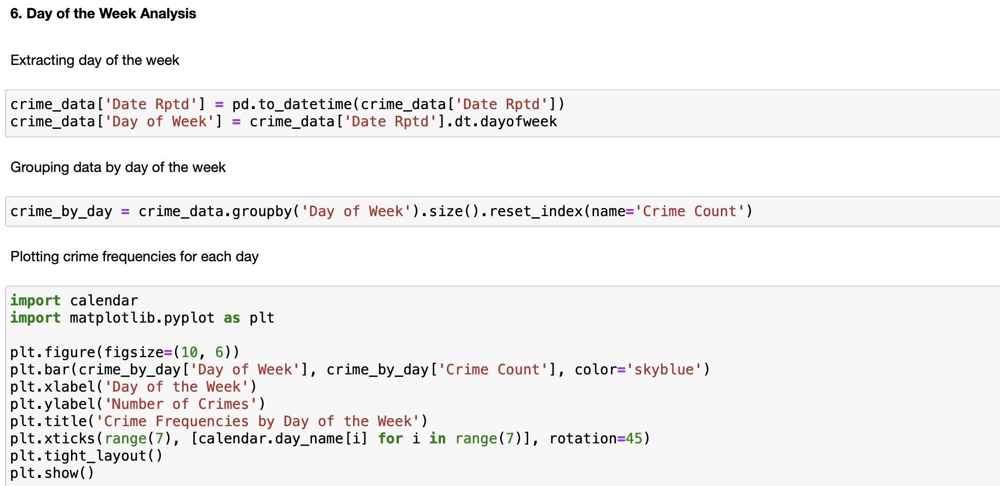 6. Day of the Week Analysis
Extracting day of the week
crime_data['Date Rptd'] = pd.to_datetime(crime_data['Date Rptd'])
crime_data['Day of Week'] = crime_data['Date Rptd'].dt.dayofweek
Grouping data by day of the week
crime_by_day = crime_data.groupby('Day of Week').size().reset_index(name='Crime Count')
Plotting crime frequencies for each day
import calendar
import matplotlib.pyplot as plt
plt.figure(figsize=(10, 6))
plt.bar(crime_by_day['Day of Week'], crime_by_day['Crime Count'], color='skyblue')
plt.xlabel('Day of the Week')
plt.ylabel('Number of Crimes')
plt.title('Crime Frequencies by Day of the Week')
plt.xticks(range(7), [calendar.day_name[i] for i in range(7)], rotation=45)
plt.tight_layout()
plt.show()